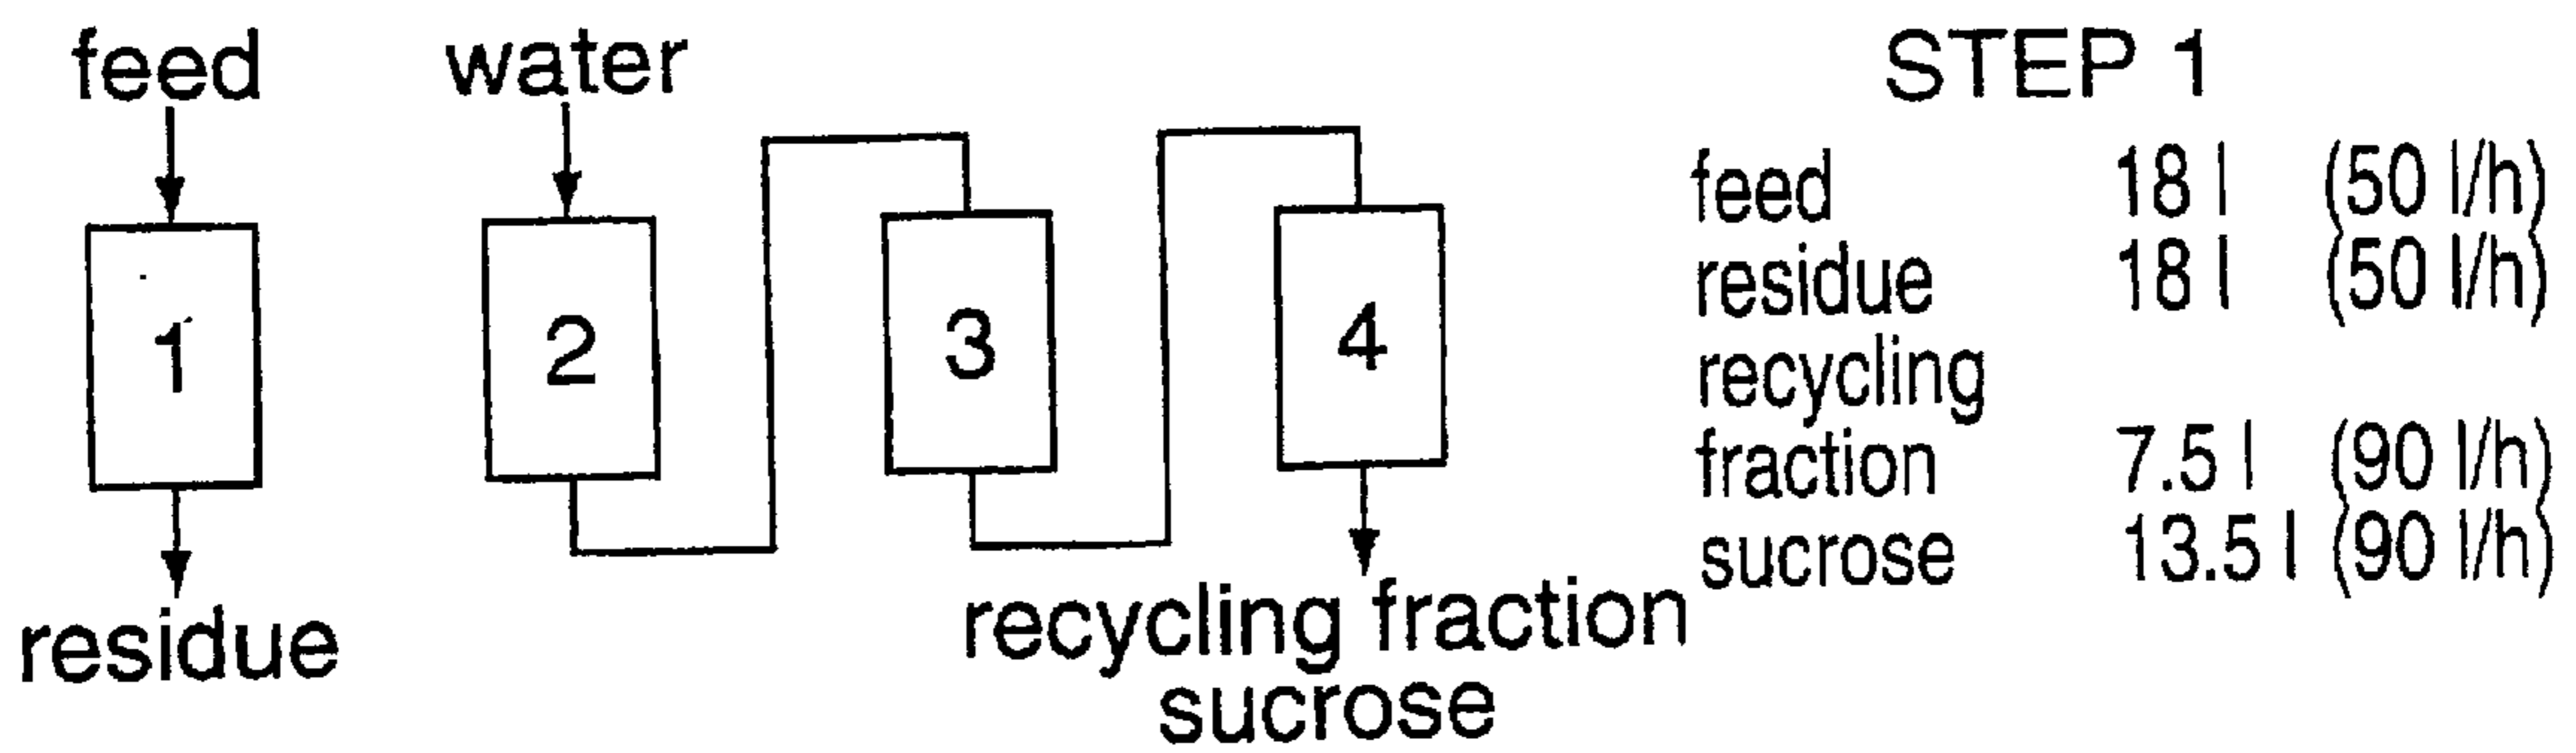 feed
water
1
2
3
4
residue
recycling fraction
sucrose
STEP 1
feed 18 l (50 l/h)
residue 18 l (50 l/h)
recycling
fraction 7.5 l (90 l/h)
sucrose 13.5 l (90 l/h)